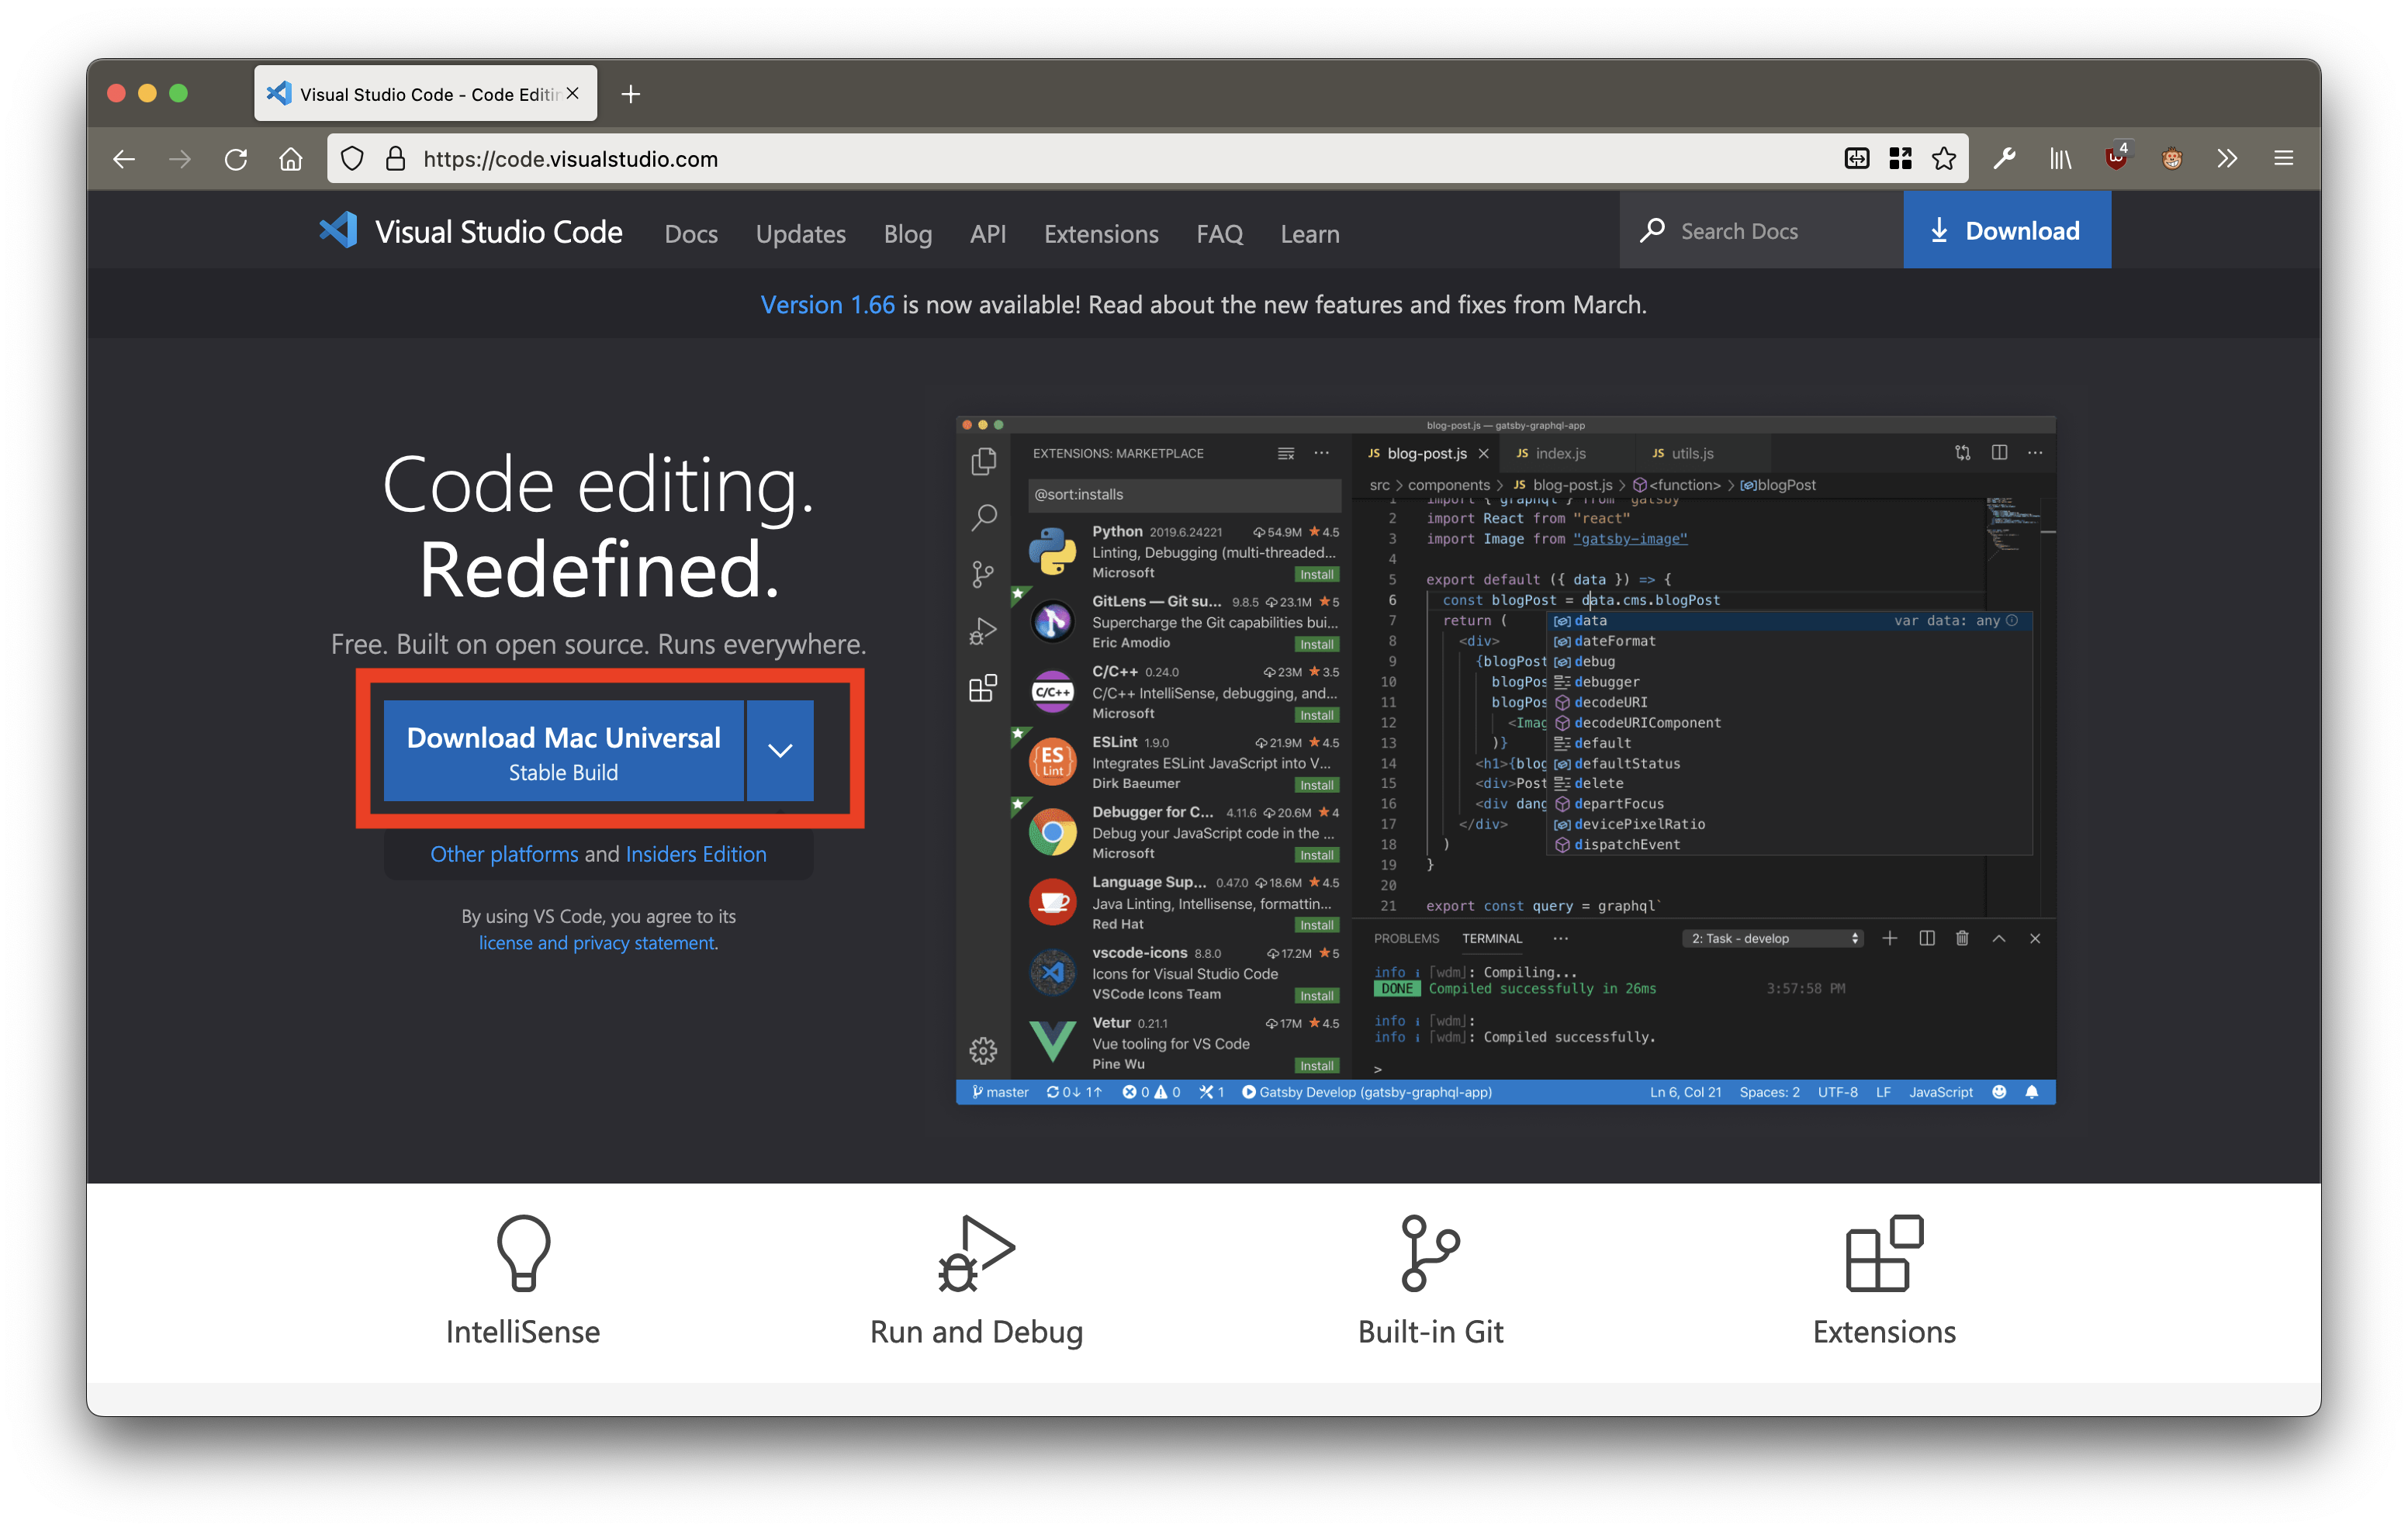 Visual Studio Code - Code Editin
https://code.visualstudio.com
4
Visual Studio Code
Docs
Updates
Blog
API
Extensions
FAQ
Learn
Search Docs
Download
Version 1.66 is now available! Read about the new features and fixes from March.
Code editing.
Redefined.
Free. Built on open source. Runs everywhere.
Download Mac Universal
Stable Build
Other platforms and Insiders Edition
By using VS Code, you agree to its
license and privacy statement.
blog-post.js — gatsby-graphql-app
EXTENSIONS: MARKETPLACE
@sort:installs
Python 2019.6.24221 54.9M ★4.5
Linting, Debugging (multi-threaded...
Microsoft Install
GitLens — Git su... 9.8.5 23.1M ★5
Supercharge the Git capabilities bui...
Eric Amodio Install
C/C++
C/C++ 0.24.0 23M ★3.5
C/C++ IntelliSense, debugging, and...
Microsoft Install
ES
Lint
ESLint 1.9.0 21.9M ★4.5
Integrates ESLint JavaScript into V...
Dirk Baeumer Install
Debugger for C... 4.11.6 20.6M ★4
Debug your JavaScript code in the ...
Microsoft Install
Language Sup... 0.47.0 18.6M ★4.5
Java Linting, Intellisense, formattin...
Red Hat Install
vscode-icons 8.8.0 17.2M ★5
Icons for Visual Studio Code
VSCode Icons Team Install
Vetur 0.21.1 17M ★4.5
Vue tooling for VS Code
Pine Wu Install
JS blog-post.js
JS index.js
JS utils.js
src > components > JS blog-post.js > <function> > blogPost
1 import { graphql } from "gatsby"
2 import React from "react"
3 import Image from "gatsby-image"
4
5 export default ({ data }) => {
6 const blogPost = data.cms.blogPost
7 return (
8 <div>
9 {blogPost
10 blogPos
11 blogPos
12 <Imag
13 )}
14 <h1>{blog
15 <div>Post
16 <div dang
17 </div>
18 )
19 }
20
21 export const query = graphql`
data var data: any
dateFormat
debug
debugger
decodeURI
decodeURIComponent
default
defaultStatus
delete
departFocus
devicePixelRatio
dispatchEvent
PROBLEMS TERMINAL ··· 2: Task - develop
info i ｢wdm｣: Compiling...
DONE Compiled successfully in 26ms 3:57:58 PM
info i ｢wdm｣:
info i ｢wdm｣: Compiled successfully.
>
master 0↓ 1↑ 0 0 1 Gatsby Develop (gatsby-graphql-app) Ln 6, Col 21 Spaces: 2 UTF-8 LF JavaScript
IntelliSense
Run and Debug
Built-in Git
Extensions